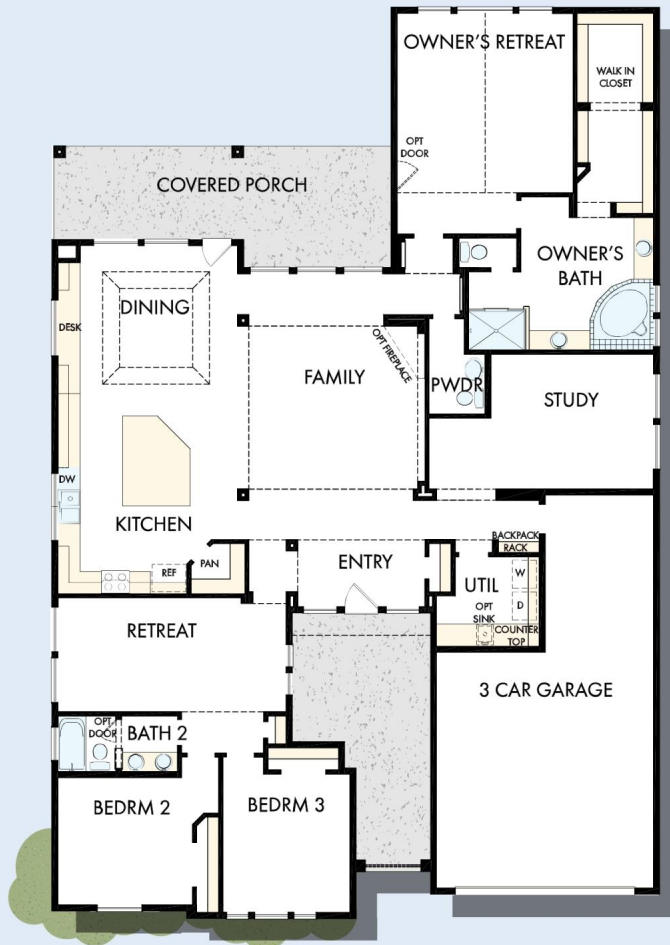 OWNER'S RETREAT
WALK IN
CLOSET
OPT
DOOR
COVERED PORCH
OWNER'S
BATH
DINING
DESK
OPT FIREPLACE
FAMILY
PWDR
STUDY
DW
KITCHEN
REF
PAN
ENTRY
BACKPACK
RACK
UTIL
W
D
OPT
SINK
COUNTER
TOP
RETREAT
3 CAR GARAGE
OPT
DOOR
BATH 2
BEDRM 2
BEDRM 3